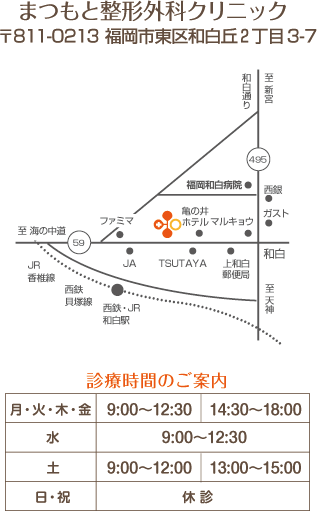 まつもと整形外科クリニック
〒811-0213 福岡市東区和白丘2丁目3-7
和白通り
至 新宮
495
福岡和白病院
西銀
ガスト
亀の井
ホテル
マルキョウ
ファミマ
至 海の中道
59
和白
JR
香椎線
JA
TSUTAYA
上和白
郵便局
西鉄
貝塚線
西鉄・JR
和白駅
至 天神
診療時間のご案内
月・火・木・金 9:00〜12:30 14:30〜18:00
水 9:00〜12:30
土 9:00〜12:00 13:00〜15:00
日・祝 休 診